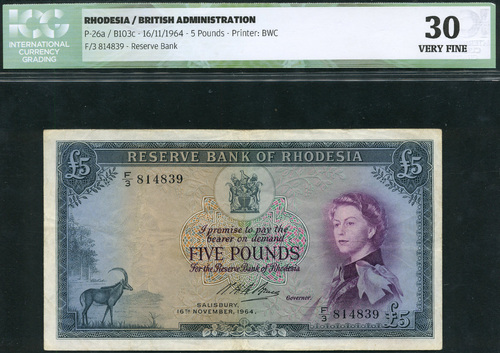 ICG
INTERNATIONAL
CURRENCY
GRADING
RHODESIA / BRITISH ADMINISTRATION
P-26a / B103c - 16/11/1964 - 5 Pounds - Printer: BWC
F/3 814839 - Reserve Bank
30
VERY FINE
RESERVE BANK OF RHODESIA
£5
£5
F/3 814839
I promise to pay the
bearer on demand
FIVE POUNDS
For the Reserve Bank of Rhodesia
SALISBURY,
16TH NOVEMBER, 1964.
Governor.
F/3 814839
£5